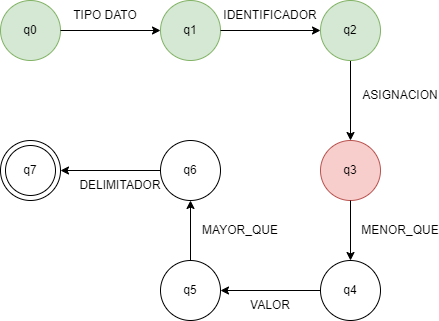 TIPO DATO
IDENTIFICADOR
q0
q1
q2
ASIGNACION
q7
q6
q3
DELIMITADOR
MAYOR_QUE
MENOR_QUE
q5
q4
VALOR